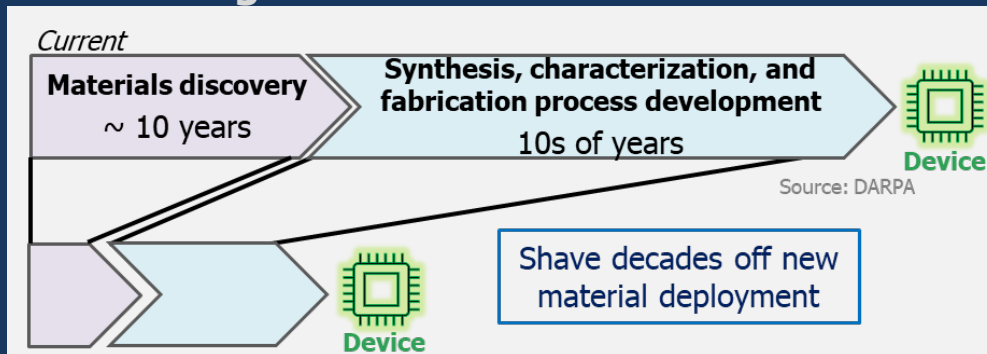 Current
Materials discovery
~ 10 years
Synthesis, characterization, and
fabrication process development
10s of years
Device
Source: DARPA
Shave decades off new
material deployment
Device